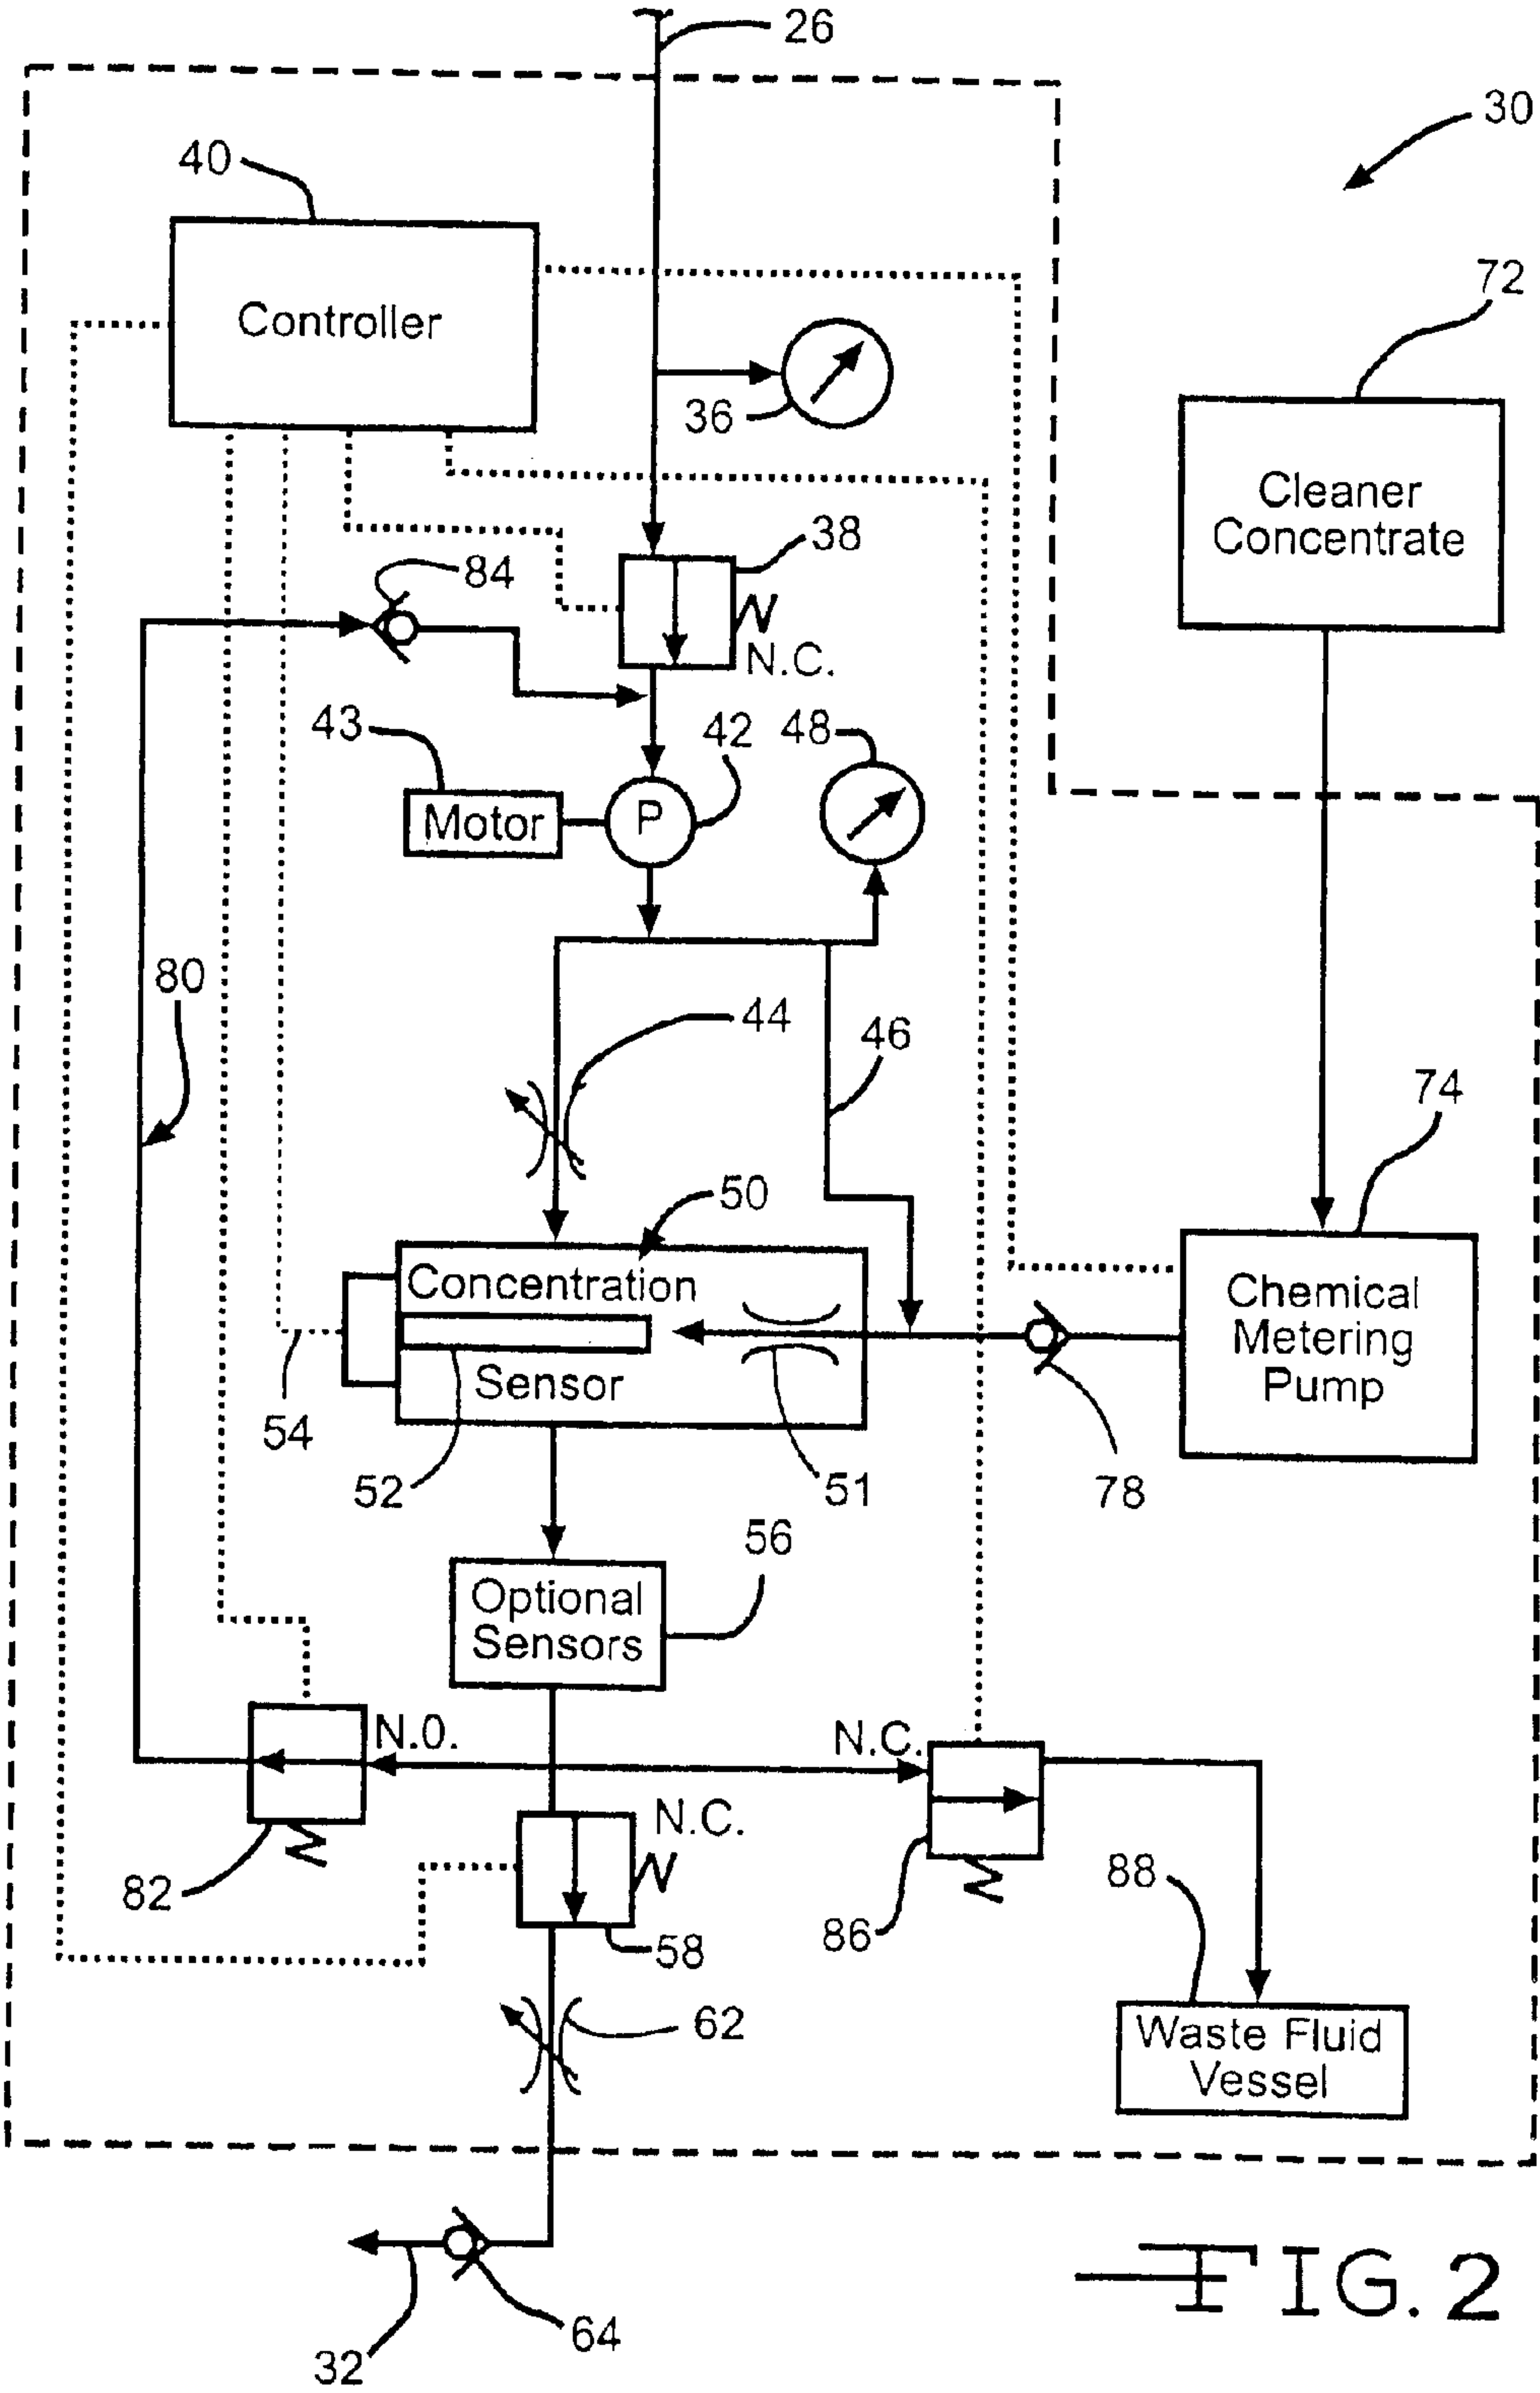 26
30
40
Controller
72
36
Cleaner
Concentrate
38
84
N.C.
43
42
48
Motor
P
80
44
46
74
50
Concentration
Chemical
Metering
Pump
Sensor
54
52
51
78
56
Optional
Sensors
N.O.
N.C.
N.C.
82
58
86
88
62
Waste Fluid
Vessel
32
64
FIG. 2